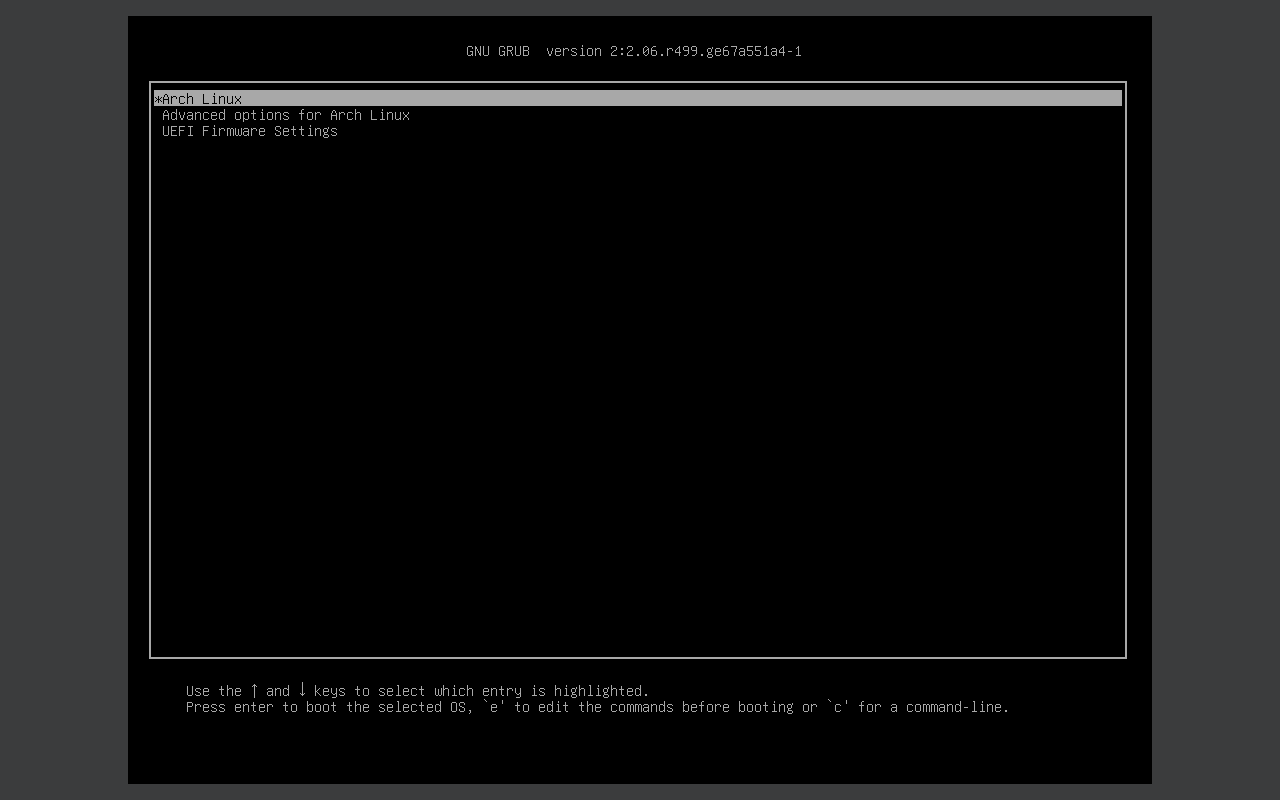 GNU GRUB  version 2:2.06.r499.ge67a551a4-1
*Arch Linux
Advanced options for Arch Linux
UEFI Firmware Settings
Use the ↑ and ↓ keys to select which entry is highlighted.
Press enter to boot the selected OS, `e' to edit the commands before booting or `c' for a command-line.